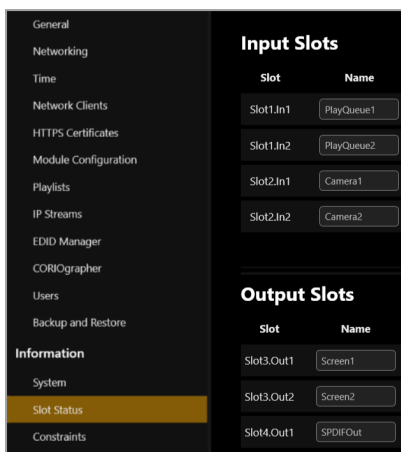 General
Networking
Time
Network Clients
HTTPS Certificates
Module Configuration
Playlists
IP Streams
EDID Manager
CORIOgrapher
Users
Backup and Restore
Information
System
Slot Status
Constraints
Input Slots
Slot Name
Slot1.In1 PlayQueue1
Slot1.In2 PlayQueue2
Slot2.In1 Camera1
Slot2.In2 Camera2
Output Slots
Slot Name
Slot3.Out1 Screen1
Slot3.Out2 Screen2
Slot4.Out1 SPDIFOut